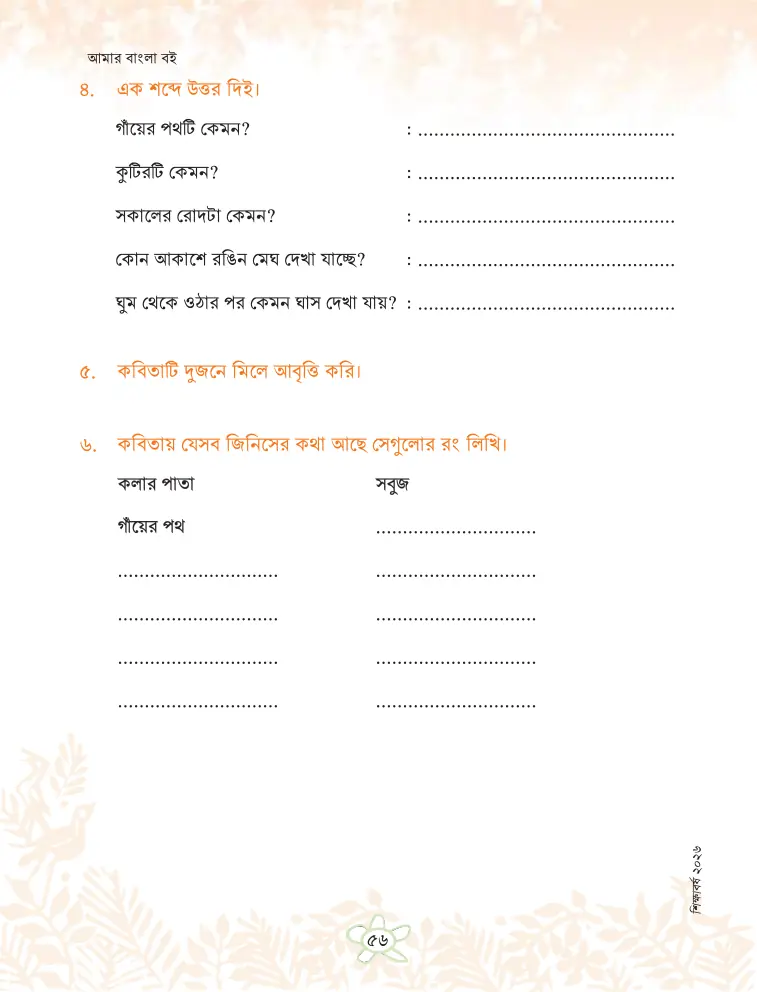 আমার বাংলা বই
৪. এক শব্দে উত্তর দিই।
গাঁয়ের পথটি কেমন? : ................................................
কুটিরটি কেমন? : ................................................
সকালের রোদটা কেমন? : ................................................
কোন আকাশে রঙিন মেঘ দেখা যাচ্ছে? : ................................................
ঘুম থেকে ওঠার পর কেমন ঘাস দেখা যায়? : ................................................
৫. কবিতাটি দুজনে মিলে আবৃত্তি করি।
৬. কবিতায় যেসব জিনিসের কথা আছে সেগুলোর রং লিখি।
কলার পাতা সবুজ
গাঁয়ের পথ ..............................
.............................. ..............................
.............................. ..............................
.............................. ..............................
.............................. ..............................
শিক্ষাবর্ষ ২০২৬
৫৬